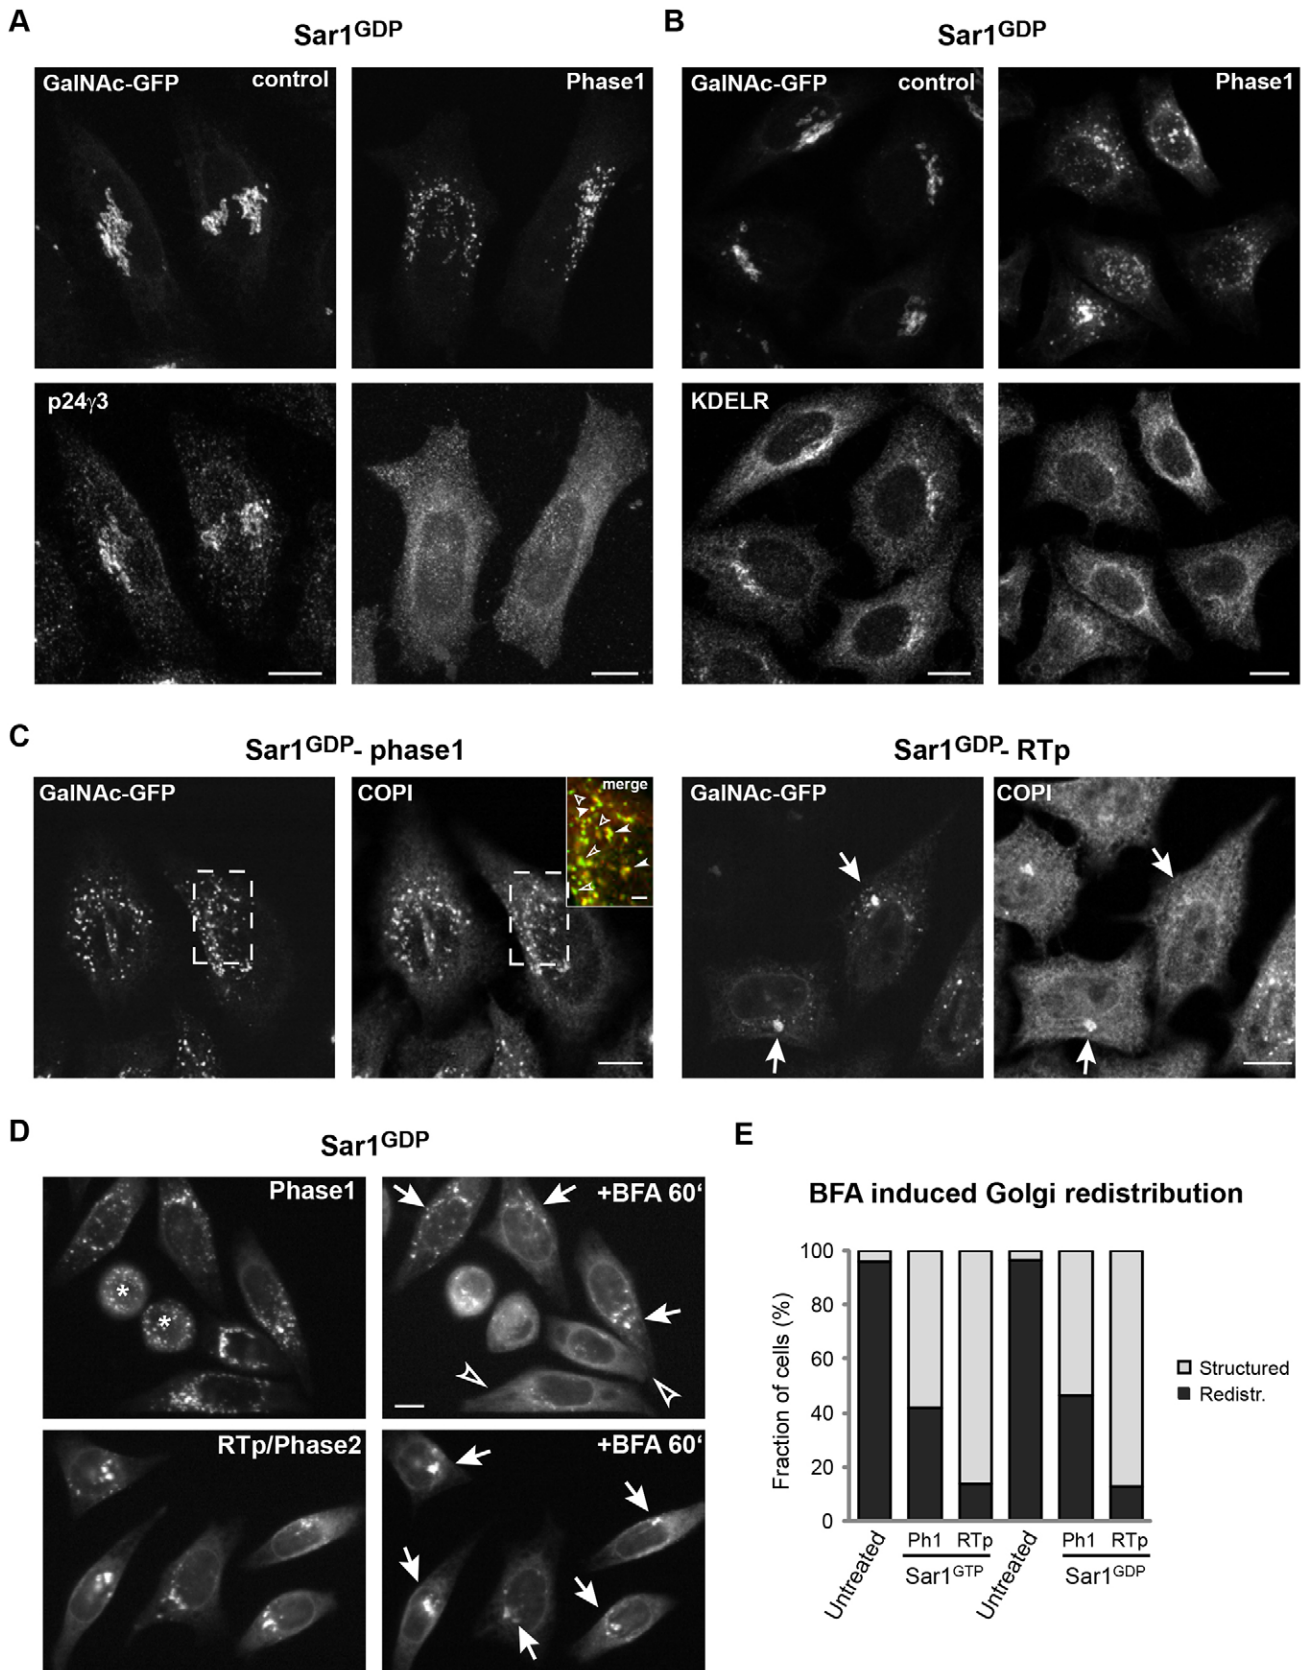 A
Sar1GDP
GalNAc-GFP control
Phase1
p24γ3
B
Sar1GDP
GalNAc-GFP control
Phase1
KDELR
C
Sar1GDP- phase1
GalNAc-GFP
COPI
merge
Sar1GDP- RTp
GalNAc-GFP
COPI
D
Sar1GDP
Phase1
+BFA 60‘
*
*
RTp/Phase2
+BFA 60‘
E
BFA induced Golgi redistribution
Fraction of cells (%)
100
80
60
40
20
0
Structured
Redistr.
Untreated
Ph1 RTp
Sar1GTP
Untreated
Ph1 RTp
Sar1GDP